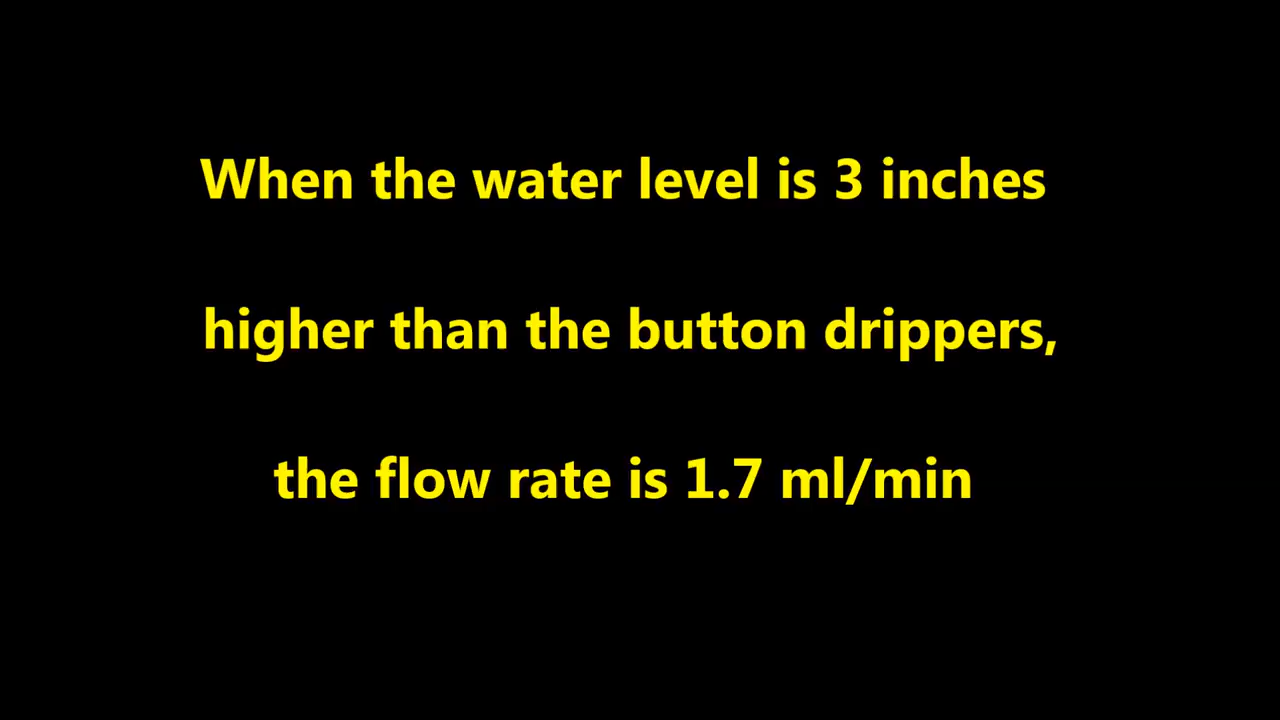 When the water level is 3 inches
higher than the button drippers,
the flow rate is 1.7 ml/min